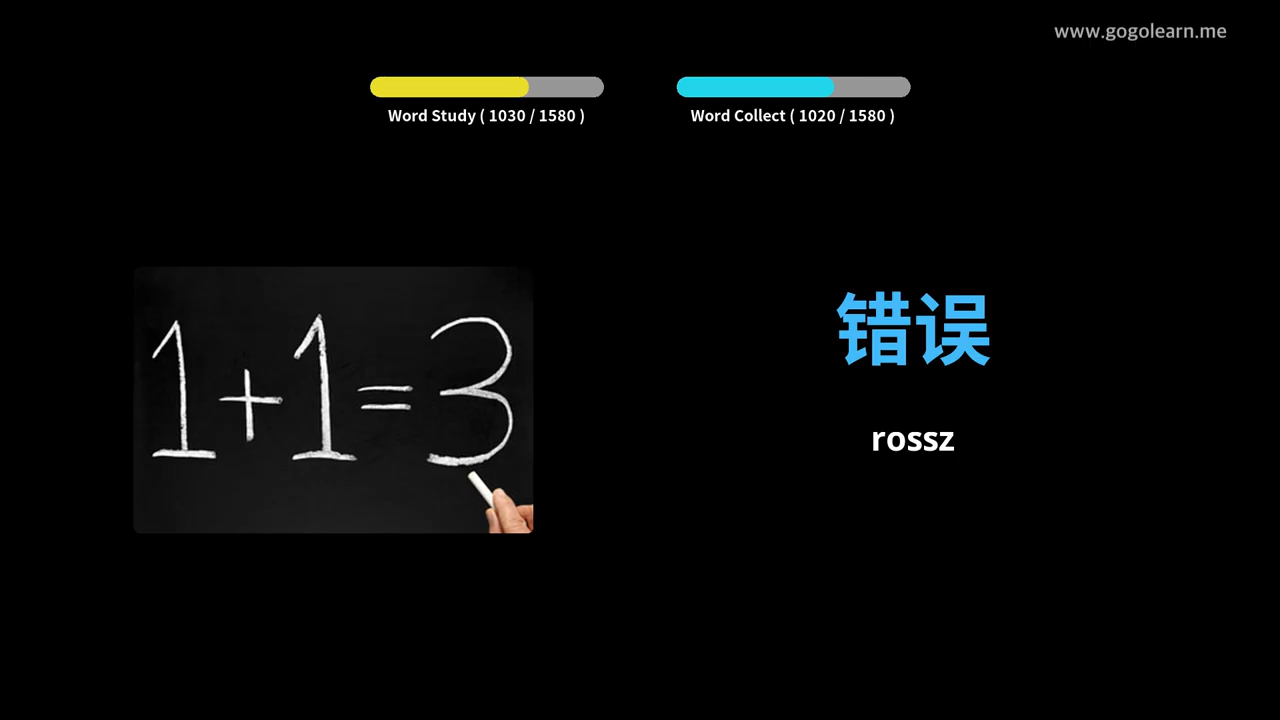 www.gogolearn.me
Word Study ( 1030 / 1580 )
Word Collect ( 1020 / 1580 )
1+1=3
错误
rossz